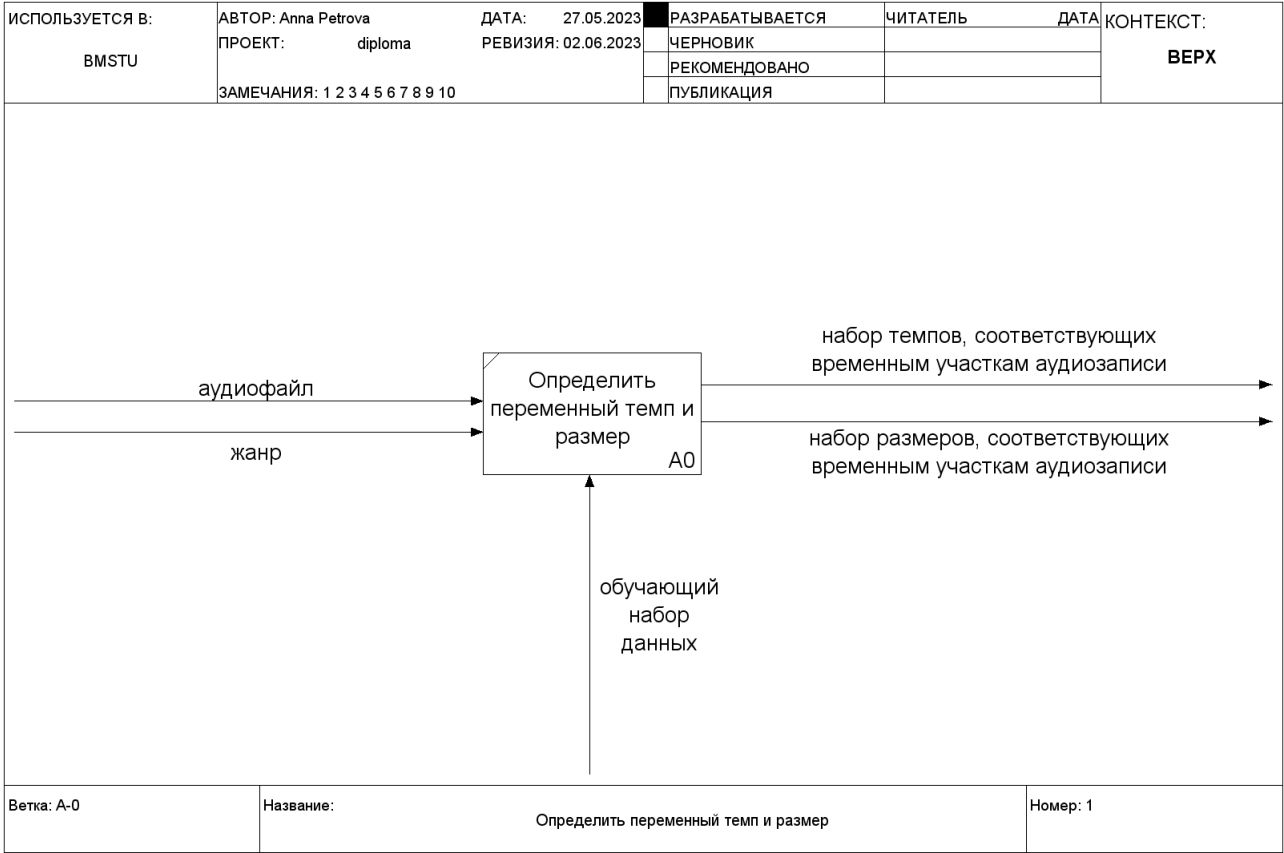 ИСПОЛЬЗУЕТСЯ В:
BMSTU
АВТОР: Anna Petrova
ДАТА: 27.05.2023
ПРОЕКТ: diploma
РЕВИЗИЯ: 02.06.2023
ЗАМЕЧАНИЯ: 1 2 3 4 5 6 7 8 9 10
РАЗРАБАТЫВАЕТСЯ
ЧЕРНОВИК
РЕКОМЕНДОВАНО
ПУБЛИКАЦИЯ
ЧИТАТЕЛЬ
ДАТА
КОНТЕКСТ:
ВЕРХ
набор темпов, соответствующих
временным участкам аудиозаписи
аудиофайл
жанр
Определить
переменный темп и
размер
A0
набор размеров, соответствующих
временным участкам аудиозаписи
обучающий
набор
данных
Ветка: A-0
Название:
Определить переменный темп и размер
Номер: 1